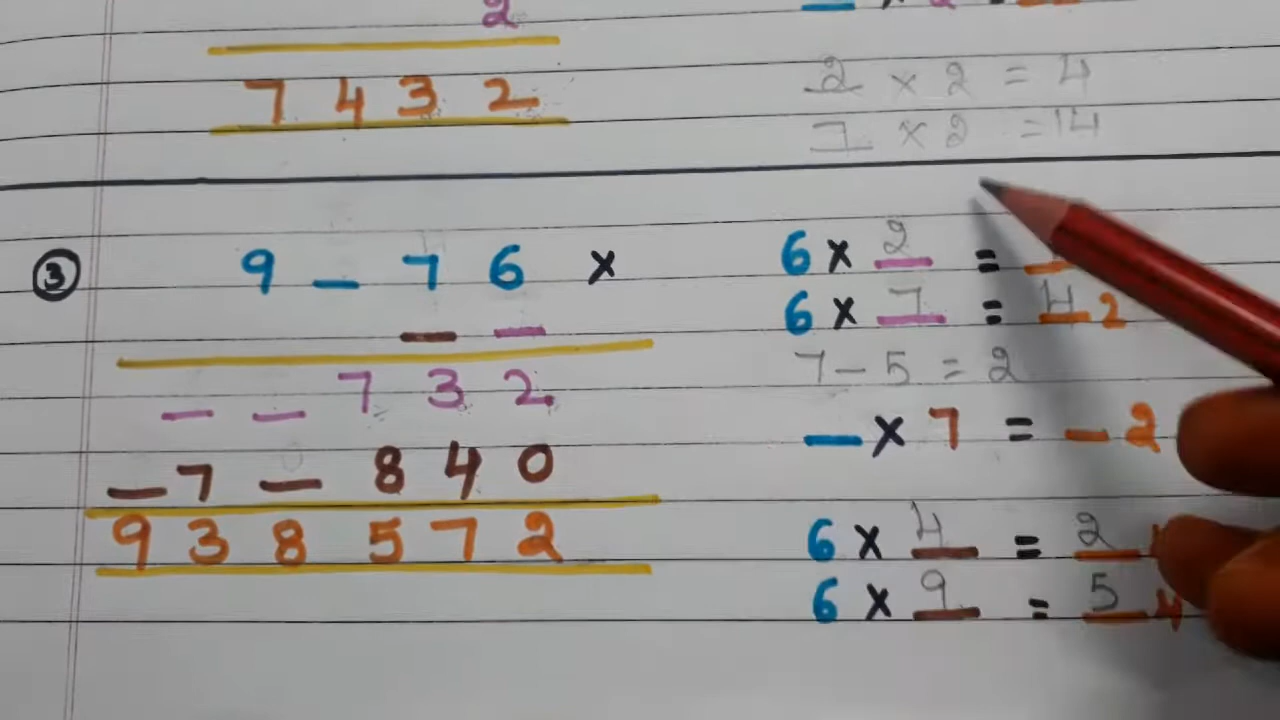 2
7 4 3 2
2 × 2 = 4
7 × 2 = 14
③ 9 _ 7 6 ×
_ _
_ _ 7 3 2
_ 7 _ 8 4 0
9 3 8 5 7 2
6 × 2 =
6 × 7 = 4 2
7 - 5 = 2
_ × 7 = _ 2
6 × 4 = 2
6 × 9 = 5 4